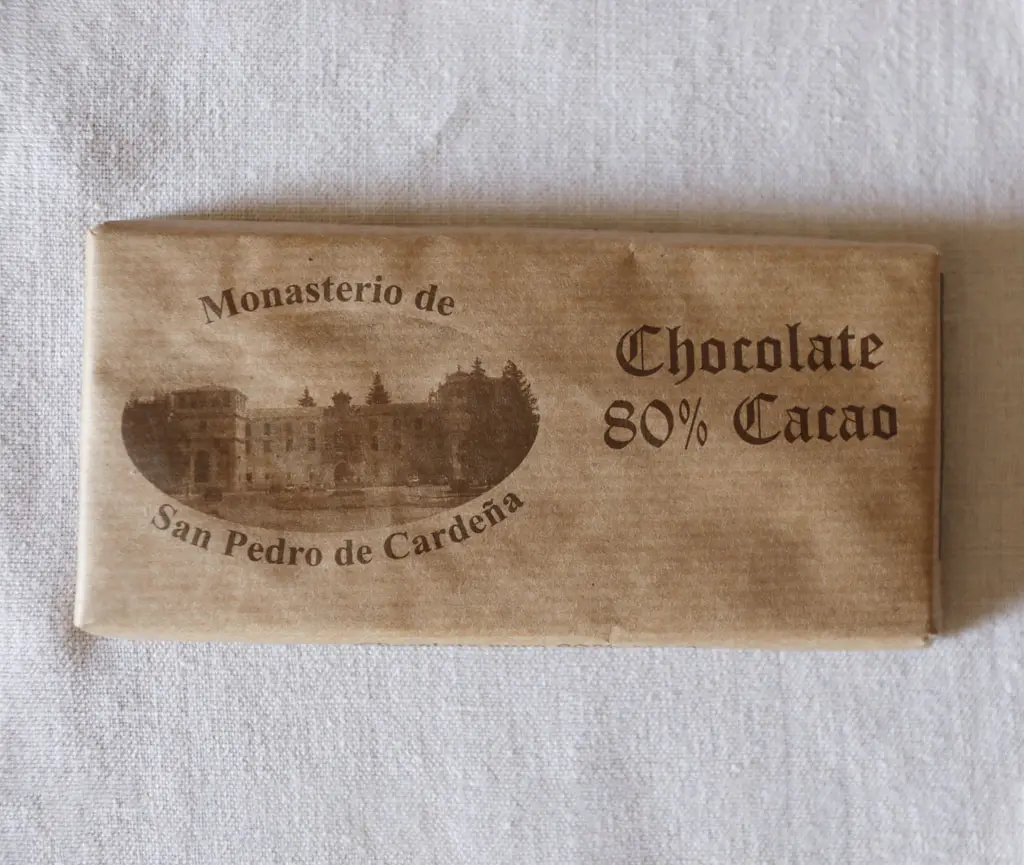 Monasterio de
San Pedro de Cardeña
Chocolate
80% Cacao